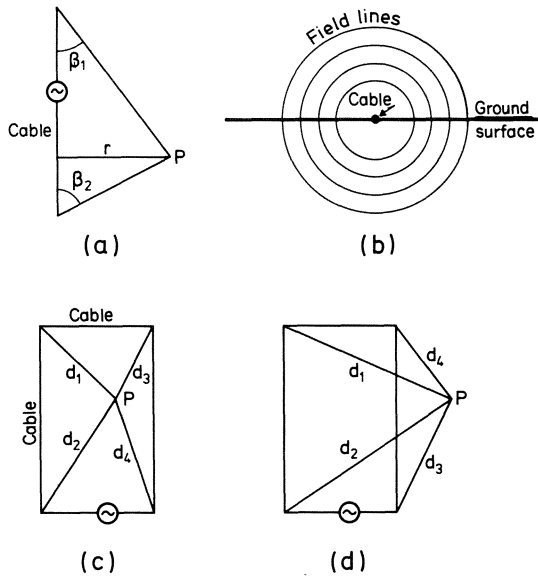 β1
Cable
r
P
β2
(a)
Field lines
Cable
Ground
surface
(b)
Cable
Cable
d1
d3
P
d2
d4
(c)
d4
d1
P
d2
d3
(d)